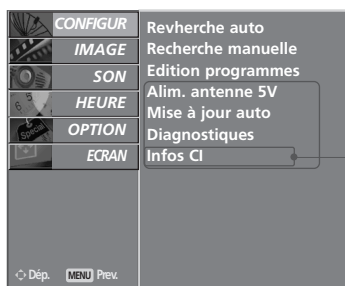 CONFIGUR
IMAGE
SON
HEURE
OPTION
ECRAN
Revherche auto
Recherche manuelle
Edition programmes
Alim. antenne 5V
Mise à jour auto
Diagnostiques
Infos CI
Dép. MENU Prev.